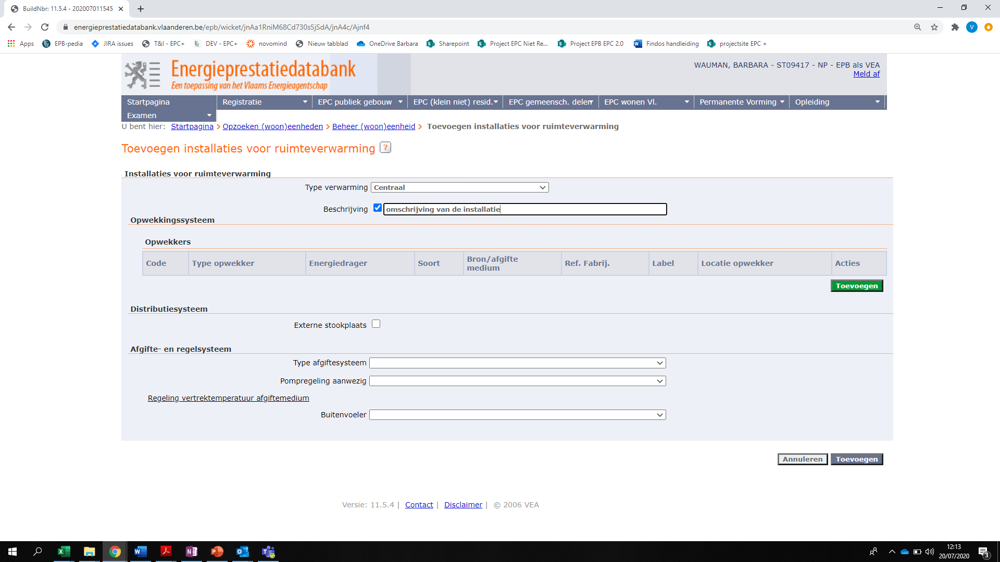 BuildNbr: 11.5.4 - 202007011545
energieprestatiedatabank.vlaanderen.be/epb/wicket/jnAa1RniM68Cd730s5jSdA/jnA4c/Ajnf4
V
Apps EPB-pedia JIRA issues T&I - EPC+ DEV - EPC+ novomind Nieuw tabblad OneDrive Barbara Sharepoint Project EPC Niet Re... Project EPB EPC 2.0 Findos handleiding projectsite EPC +
Energieprestatiedatabank
Een toepassing van het Vlaams Energieagentschap
WAUMAN, BARBARA - ST09417 - NP - EPB als VEA
Meld af
Startpagina Registratie EPC publiek gebouw EPC (klein niet) resid. EPC gemeensch. delen EPC wonen Vl. Permanente Vorming Opleiding
Examen
U bent hier: Startpagina > Opzoeken (woon)eenheden > Beheer (woon)eenheid > Toevoegen installaties voor ruimteverwarming
Toevoegen installaties voor ruimteverwarming ?
Installaties voor ruimteverwarming
Type verwarming Centraal
Beschrijving omschrijving van de installatie
Opwekkingssysteem
Opwekkers
Code Type opwekker Energiedrager Soort Bron/afgifte medium Ref. Fabrij. Label Locatie opwekker Acties
Toevoegen
Distributiesysteem
Externe stookplaats
Afgifte- en regelsysteem
Type afgiftesysteem
Pompregeling aanwezig
Regeling vertrektemperatuur afgiftemedium
Buitenvoeler
Annuleren Toevoegen
Versie: 11.5.4 | Contact | Disclaimer | © 2006 VEA
12:13
20/07/2020
3